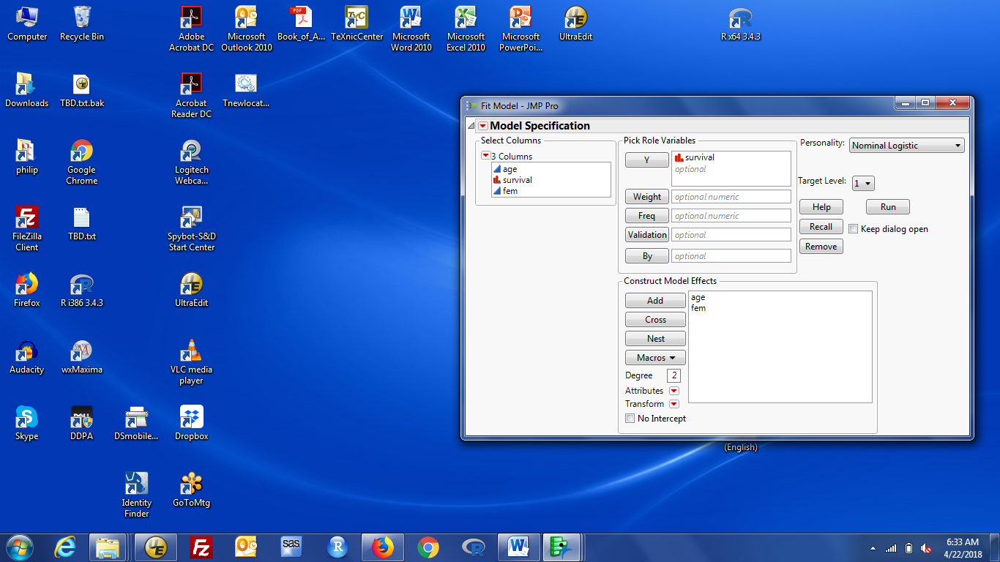 Computer
Recycle Bin
Adobe
Acrobat DC
Microsoft
Outlook 2010
PDF
Book_of_A...
TeXnicCenter
Microsoft
Word 2010
Microsoft
Excel 2010
Microsoft
PowerPoi...
UltraEdit
R x64 3.4.3
Downloads
TBD.txt.bak
Acrobat
Reader DC
Tnewlocat...
philip
Google
Chrome
Logitech
Webca...
FileZilla
Client
TBD.txt
Spybot-S&D
Start Center
Firefox
R i386 3.4.3
UltraEdit
Audacity
wxMaxima
VLC media
player
Skype
DDPA
DSmobile...
Dropbox
Identity
Finder
GoToMtg
Fit Model - JMP Pro
Model Specification
Select Columns
3 Columns
age
survival
fem
Pick Role Variables
Y
survival
optional
Weight
optional numeric
Freq
optional numeric
Validation
optional
By
optional
Personality:
Nominal Logistic
Target Level:
1
Help
Run
Recall
Keep dialog open
Remove
Construct Model Effects
Add
Cross
Nest
Macros
Degree
2
Attributes
Transform
No Intercept
age
fem
(English)
sas
6:33 AM
4/22/2018